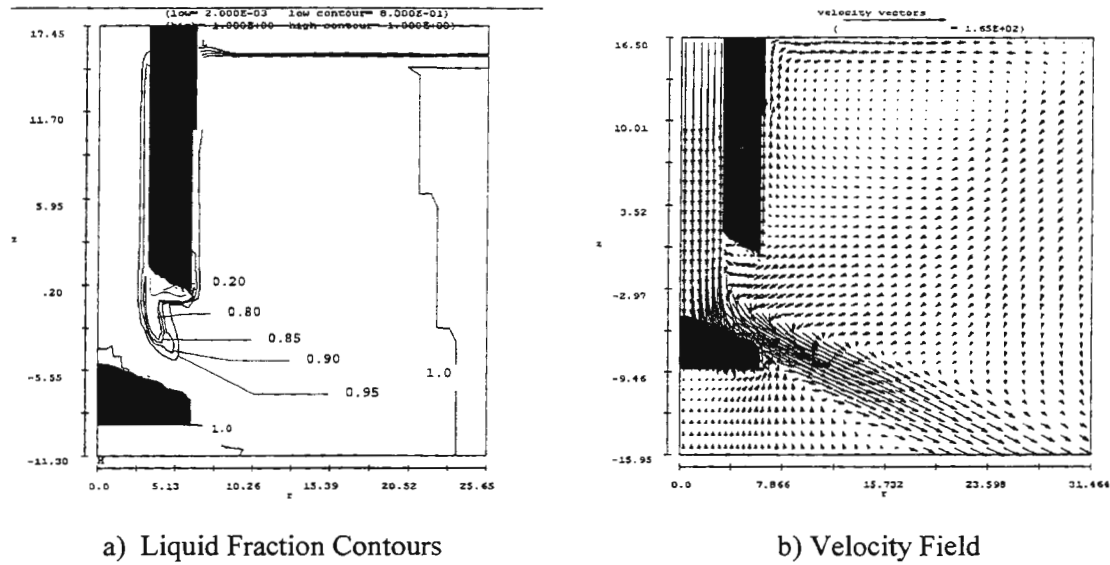 (low= 2.000E-03 low contour= 8.000E-01)
(high= 1.000E+00 high contour= 1.000E+00)
17.45
11.70
5.95
.20
-5.55
-11.30
z
0.20
0.80
0.85
0.90
0.95
1.0
1.0
0.0 5.13 10.26 15.39 20.52 25.65
r
a) Liquid Fraction Contours
velocity vectors
( = 1.65E+02)
16.50
10.01
3.52
-2.97
-9.46
-15.95
z
0.0 7.866 15.732 23.598 31.464
r
b) Velocity Field